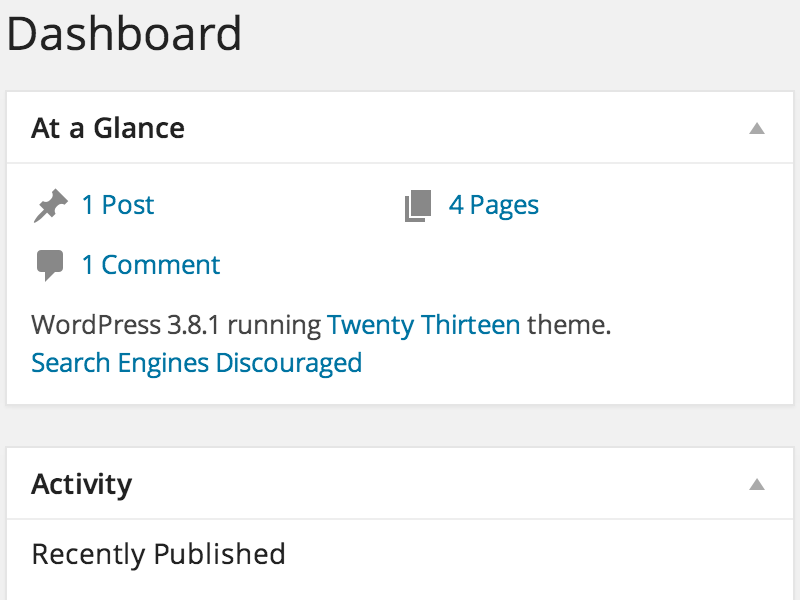 Dashboard
At a Glance
1 Post
4 Pages
1 Comment
WordPress 3.8.1 running Twenty Thirteen theme.
Search Engines Discouraged
Activity
Recently Published